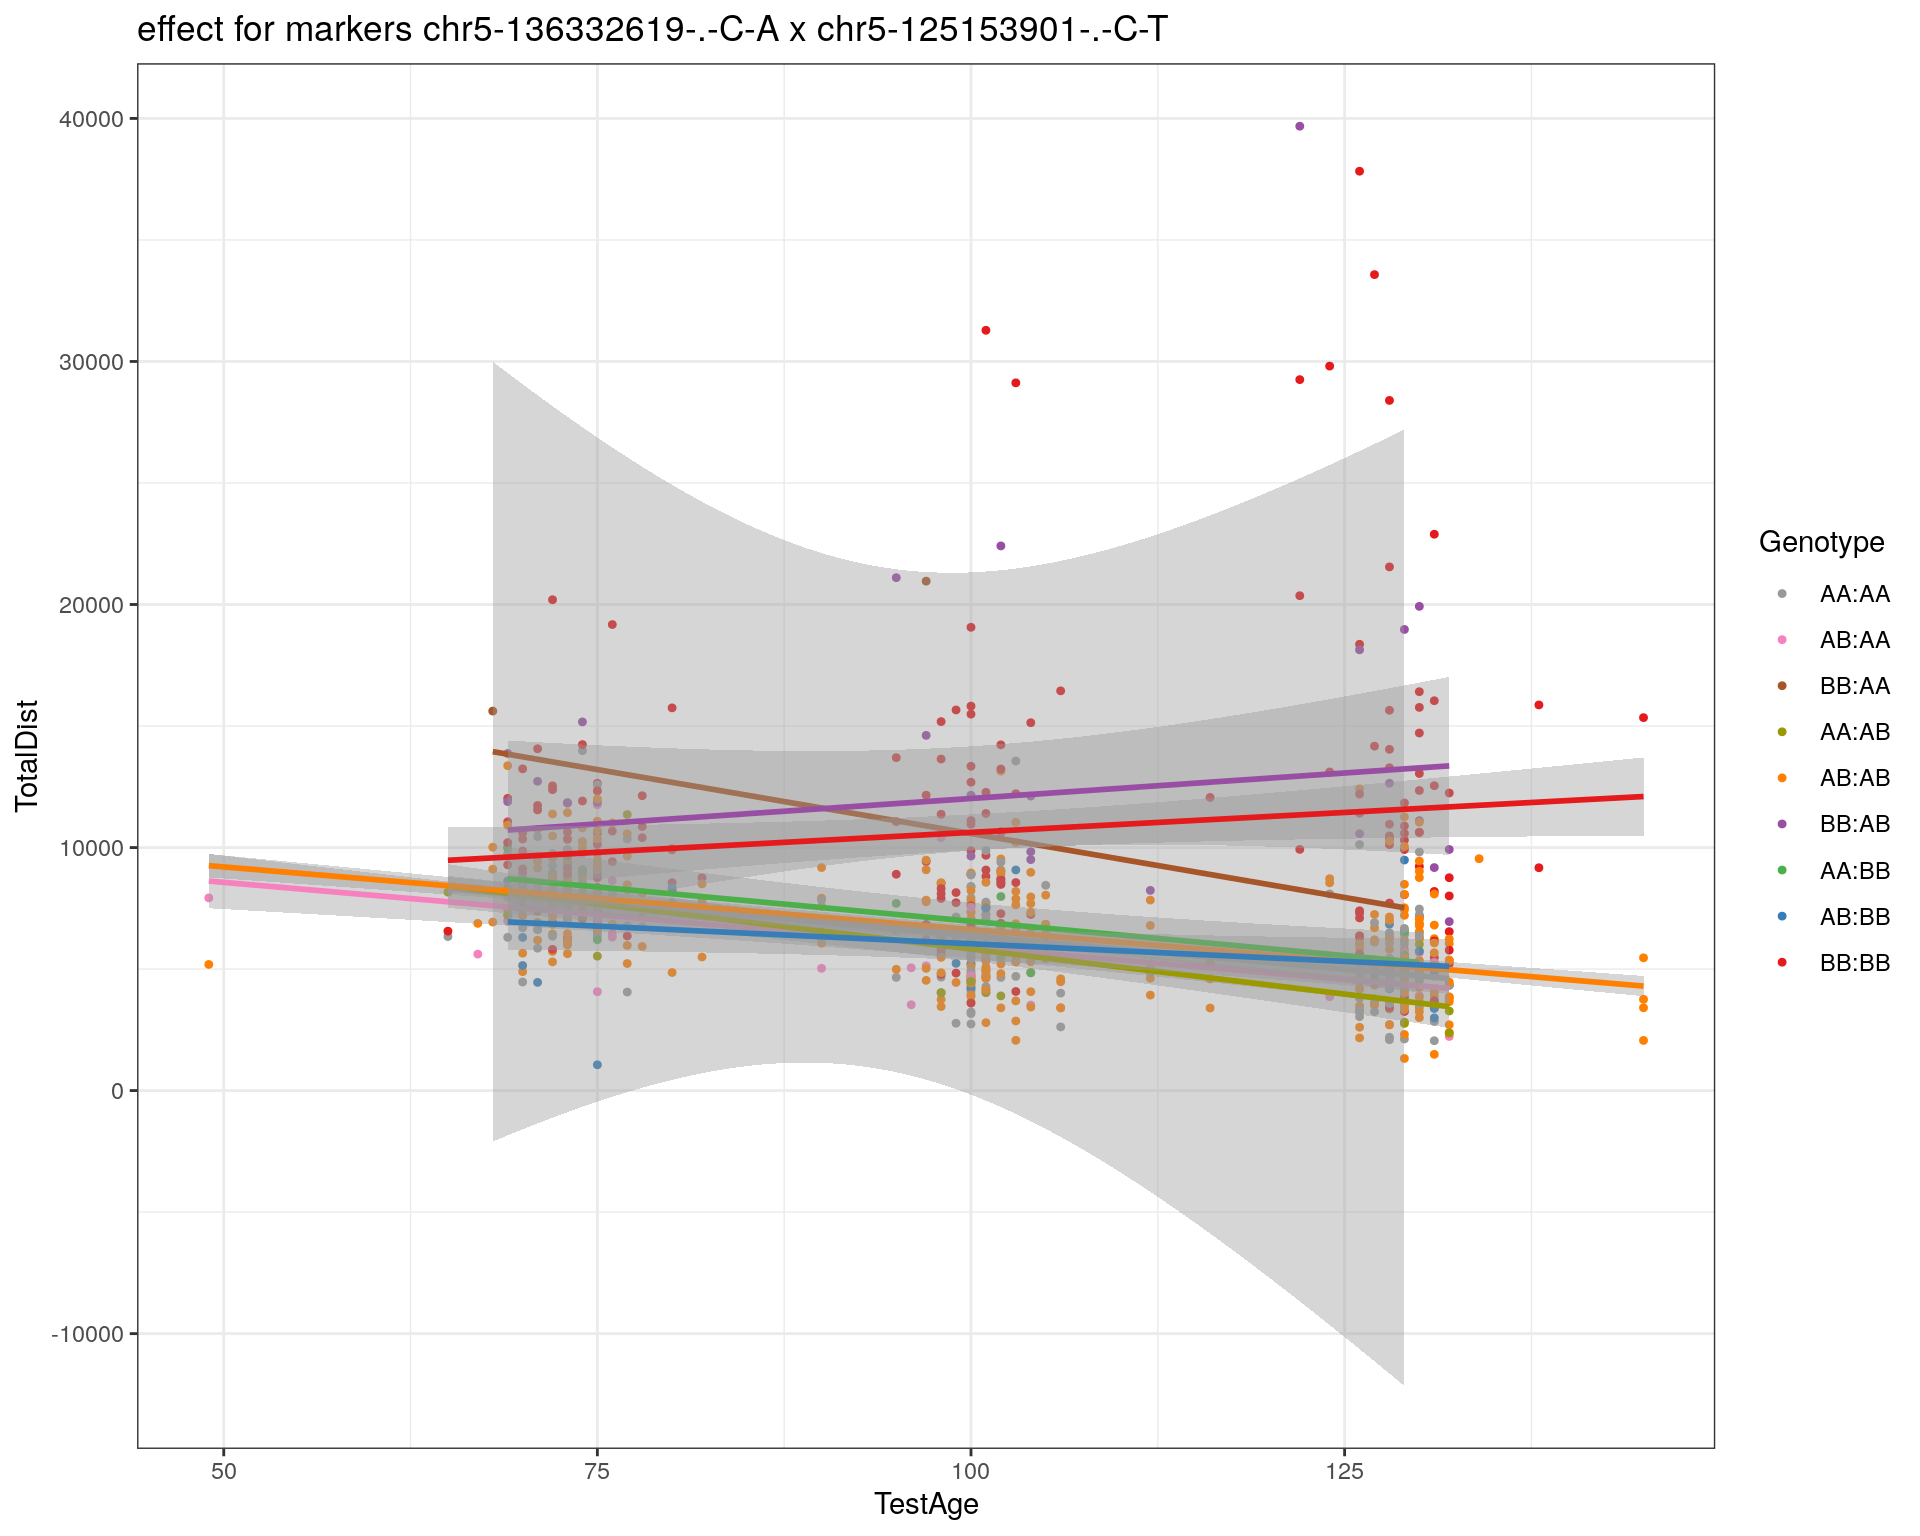 effect for markers chr5-136332619-.-C-A x chr5-125153901-.-C-T
40000
30000
20000
10000
0
-10000
TotalDist
50
75
100
125
TestAge
Genotype
AA:AA
AB:AA
BB:AA
AA:AB
AB:AB
BB:AB
AA:BB
AB:BB
BB:BB